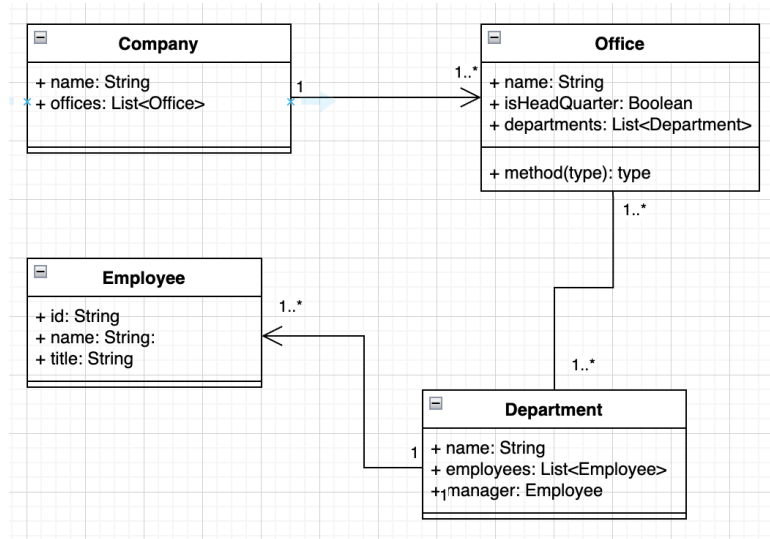 Company
+ name: String
+ offices: List<Office>
1
1..*
Office
+ name: String
+ isHeadQuarter: Boolean
+ departments: List<Department>
+ method(type): type
1..*
Employee
+ id: String
+ name: String:
+ title: String
1..*
1..*
Department
1
+ name: String
+ employees: List<Employee>
+ manager: Employee
1